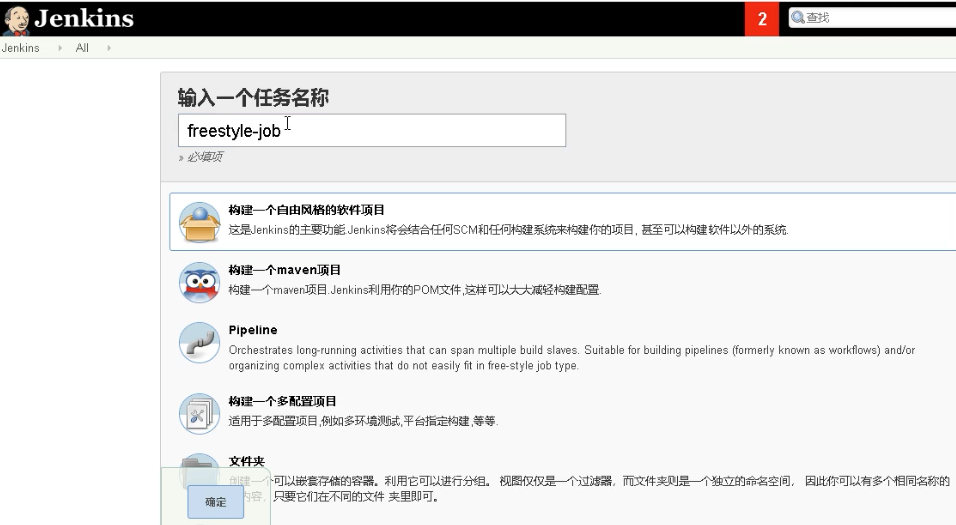 Jenkins
2
查找
Jenkins
All
输入一个任务名称
freestyle-job
» 必填项
构建一个自由风格的软件项目
这是Jenkins的主要功能.Jenkins将会结合任何SCM和任何构建系统来构建你的项目, 甚至可以构建软件以外的系统.
构建一个maven项目
构建一个maven项目.Jenkins利用你的POM文件,这样可以大大减轻构建配置.
Pipeline
Orchestrates long-running activities that can span multiple build slaves. Suitable for building pipelines (formerly known as workflows) and/or
organizing complex activities that do not easily fit in free-style job type.
构建一个多配置项目
适用于多配置项目,例如多环境测试,平台指定构建,等等.
文件夹
创建一个可以嵌套存储的容器。利用它可以进行分组。 视图仅仅是一个过滤器，而文件夹则是一个独立的命名空间， 因此你可以有多个相同名称的
内容，只要它们在不同的文件 夹里即可。
确定